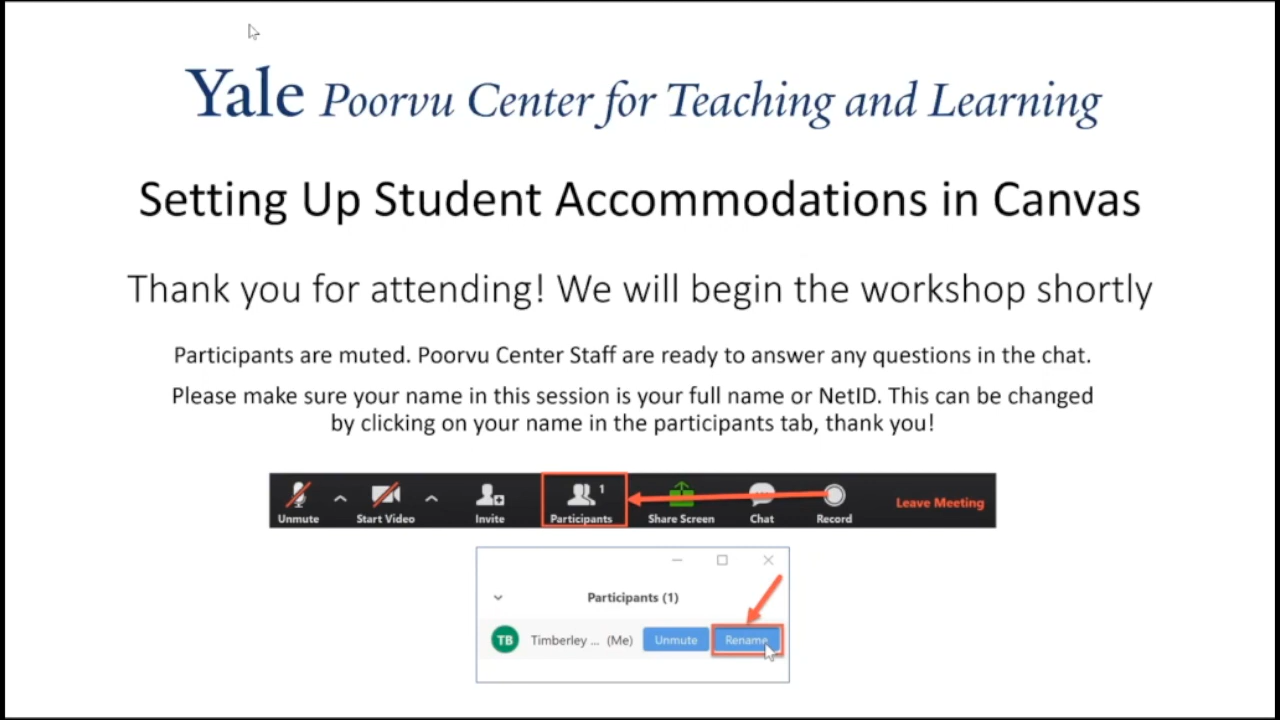 Yale Poorvu Center for Teaching and Learning
Setting Up Student Accommodations in Canvas
Thank you for attending! We will begin the workshop shortly
Participants are muted. Poorvu Center Staff are ready to answer any questions in the chat.
Please make sure your name in this session is your full name or NetID. This can be changed
by clicking on your name in the participants tab, thank you!
1
Unmute Start Video Invite Participants Share Screen Chat Record Leave Meeting
Participants (1)
TB Timberley ... (Me) Unmute Rename